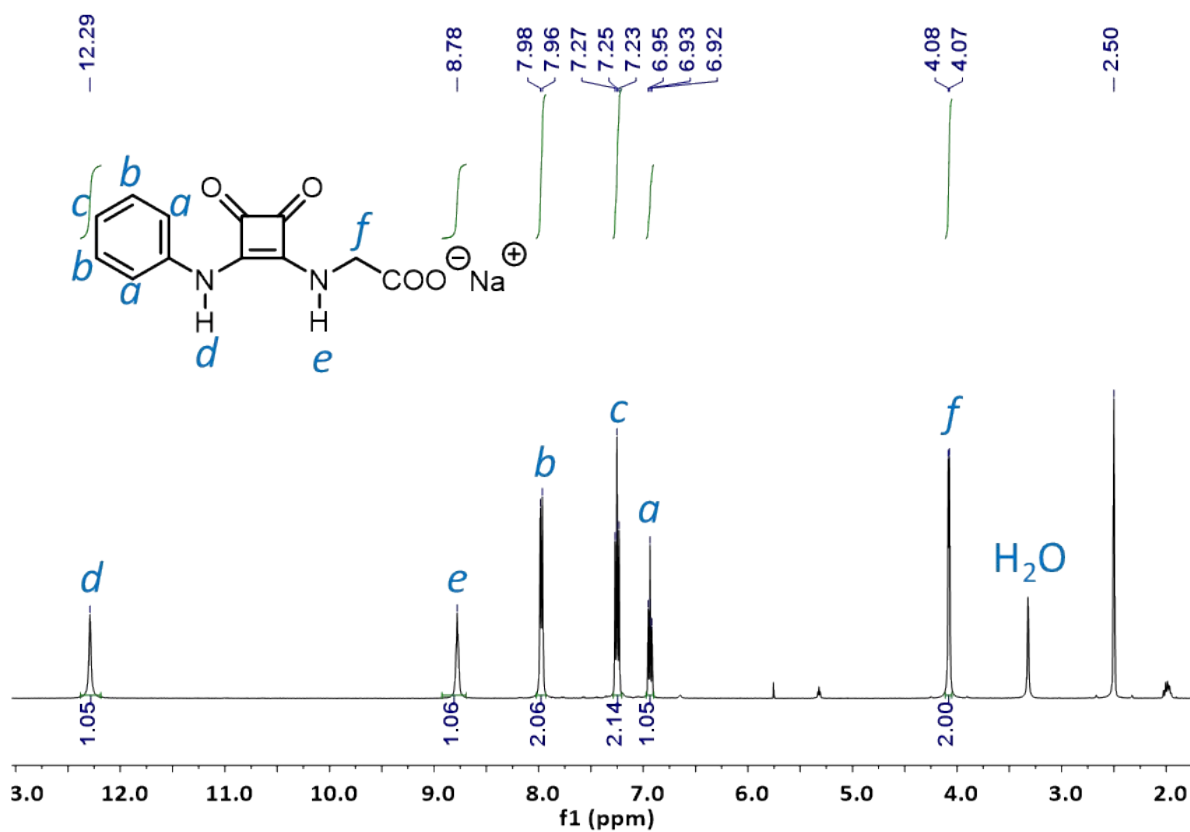 12.29
8.78
7.98
7.96
7.27
7.25
7.23
6.95
6.93
6.92
4.08
4.07
2.50
b
c
a
b
a
O
O
N
H
d
N
H
e
f
COO
⊖
Na
⊕
d
e
b
c
a
f
H₂O
1.05
1.06
2.06
2.14
1.05
2.00
3.0 12.0 11.0 10.0 9.0 8.0 7.0 6.0 5.0 4.0 3.0 2.0
f1 (ppm)